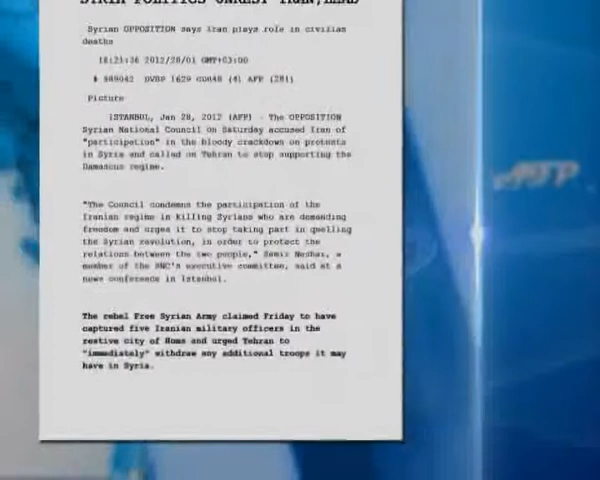 SYRIA POLITICS UNREST IRAN,LEAD
Syrian OPPOSITION says Iran plays role in civilian
deaths
18:21:36 2012/28/01 GMT+03:00
Picture
ISTANBUL, Jan 28, 2012 (AFP) - The OPPOSITION
Syrian National Council on Saturday accused Iran of
"participation" in the bloody crackdown on protests
in Syria and called on Tehran to stop supporting the
Damascus regime.
"The Council condemns the participation of the
Iranian regime in killing Syrians who are demanding
freedom and urges it to stop taking part in quelling
the Syrian revolution, in order to protect the
relations between the two people," Samir Neshar, a
member of the SNC's executive committee, said at a
news conference in Istanbul.
The rebel Free Syrian Army claimed Friday to have
captured five Iranian military officers in the
restive city of Homs and urged Tehran to
"immediately" withdraw any additional troops it may
have in Syria.
AFP